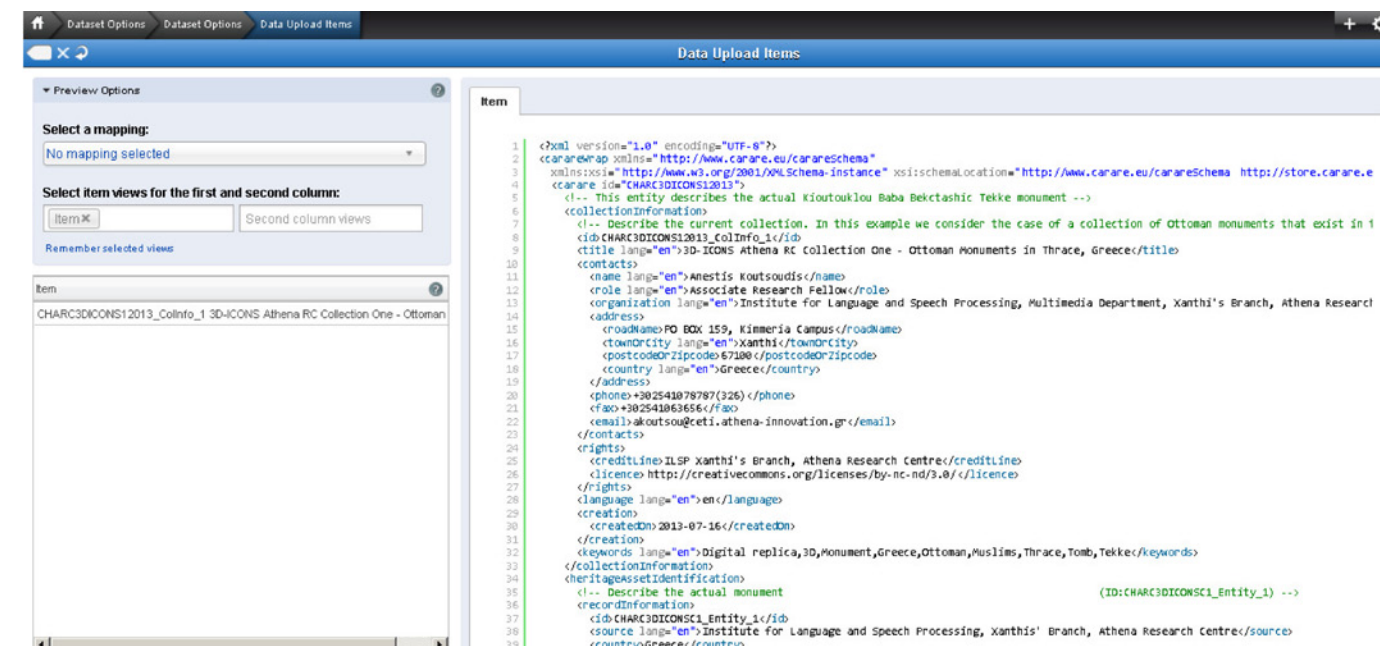 Dataset Options Dataset Options Data Upload Items
Data Upload Items
Preview Options
Select a mapping:
No mapping selected
Select item views for the first and second column:
Item Second column views
Remember selected views
Item
CHARC3DICONS12013_ColInfo_1 3D-ICONS Athena RC Collection One - Ottoman
Item
1 <?xml version="1.0" encoding="UTF-8"?>
2 <carareWrap xmlns="http://www.carare.eu/carareSchema"
3 xmlns:xsi="http://www.w3.org/2001/XMLSchema-instance" xsi:schemaLocation="http://www.carare.eu/carareSchema http://store.carare.e
4 <carare id="CHARC3DICONS12013">
5 <!-- This entity describes the actual Kioutouklou Baba Bekctashic Tekke monument -->
6 <collectionInformation>
7 <!-- Describe the current collection. In this example we consider the case of a collection of Ottoman monuments that exist in
8 <id>CHARC3DICONS12013_ColInfo_1</id>
9 <title lang="en">3D-ICONS Athena RC Collection One - Ottoman Monuments in Thrace, Greece</title>
10 <contacts>
11 <name lang="en">Anestis Koutsoudis</name>
12 <role lang="en">Associate Research Fellow</role>
13 <organization lang="en">Institute for Language and Speech Processing, Multimedia Department, Xanthi's Branch, Athena Research
14 <address>
15 <roadName>PO BOX 159, Kimmeria Campus</roadName>
16 <townOrCity lang="en">Xanthi</townOrCity>
17 <postcodeOrZipcode>67100</postcodeOrZipcode>
18 <country lang="en">Greece</country>
19 </address>
20 <phone>+302541078787(326)</phone>
21 <fax>+302541063656</fax>
22 <email>akoutsou@ceti.athena-innovation.gr</email>
23 </contacts>
24 <rights>
25 <creditLine>ILSP Xanthi's Branch, Athena Research Centre</creditLine>
26 <licence>http://creativecommons.org/licenses/by-nc-nd/3.0/</licence>
27 </rights>
28 <language lang="en">en</language>
29 <creation>
30 <createdOn>2013-07-16</createdOn>
31 </creation>
32 <keywords lang="en">Digital replica,3D,Monument,Greece,Ottoman,Muslims,Thrace,Tomb,Tekke</keywords>
33 </collectionInformation>
34 <heritageAssetIdentification>
35 <!-- Describe the actual monument (ID:CHARC3DICONSC1_Entity_1) -->
36 <recordInformation>
37 <id>CHARC3DICONSC1_Entity_1</id>
38 <source lang="en">Institute for Language and Speech Processing, Xanthis' Branch, Athena Research Centre</source>
39 <country>Greece</country>